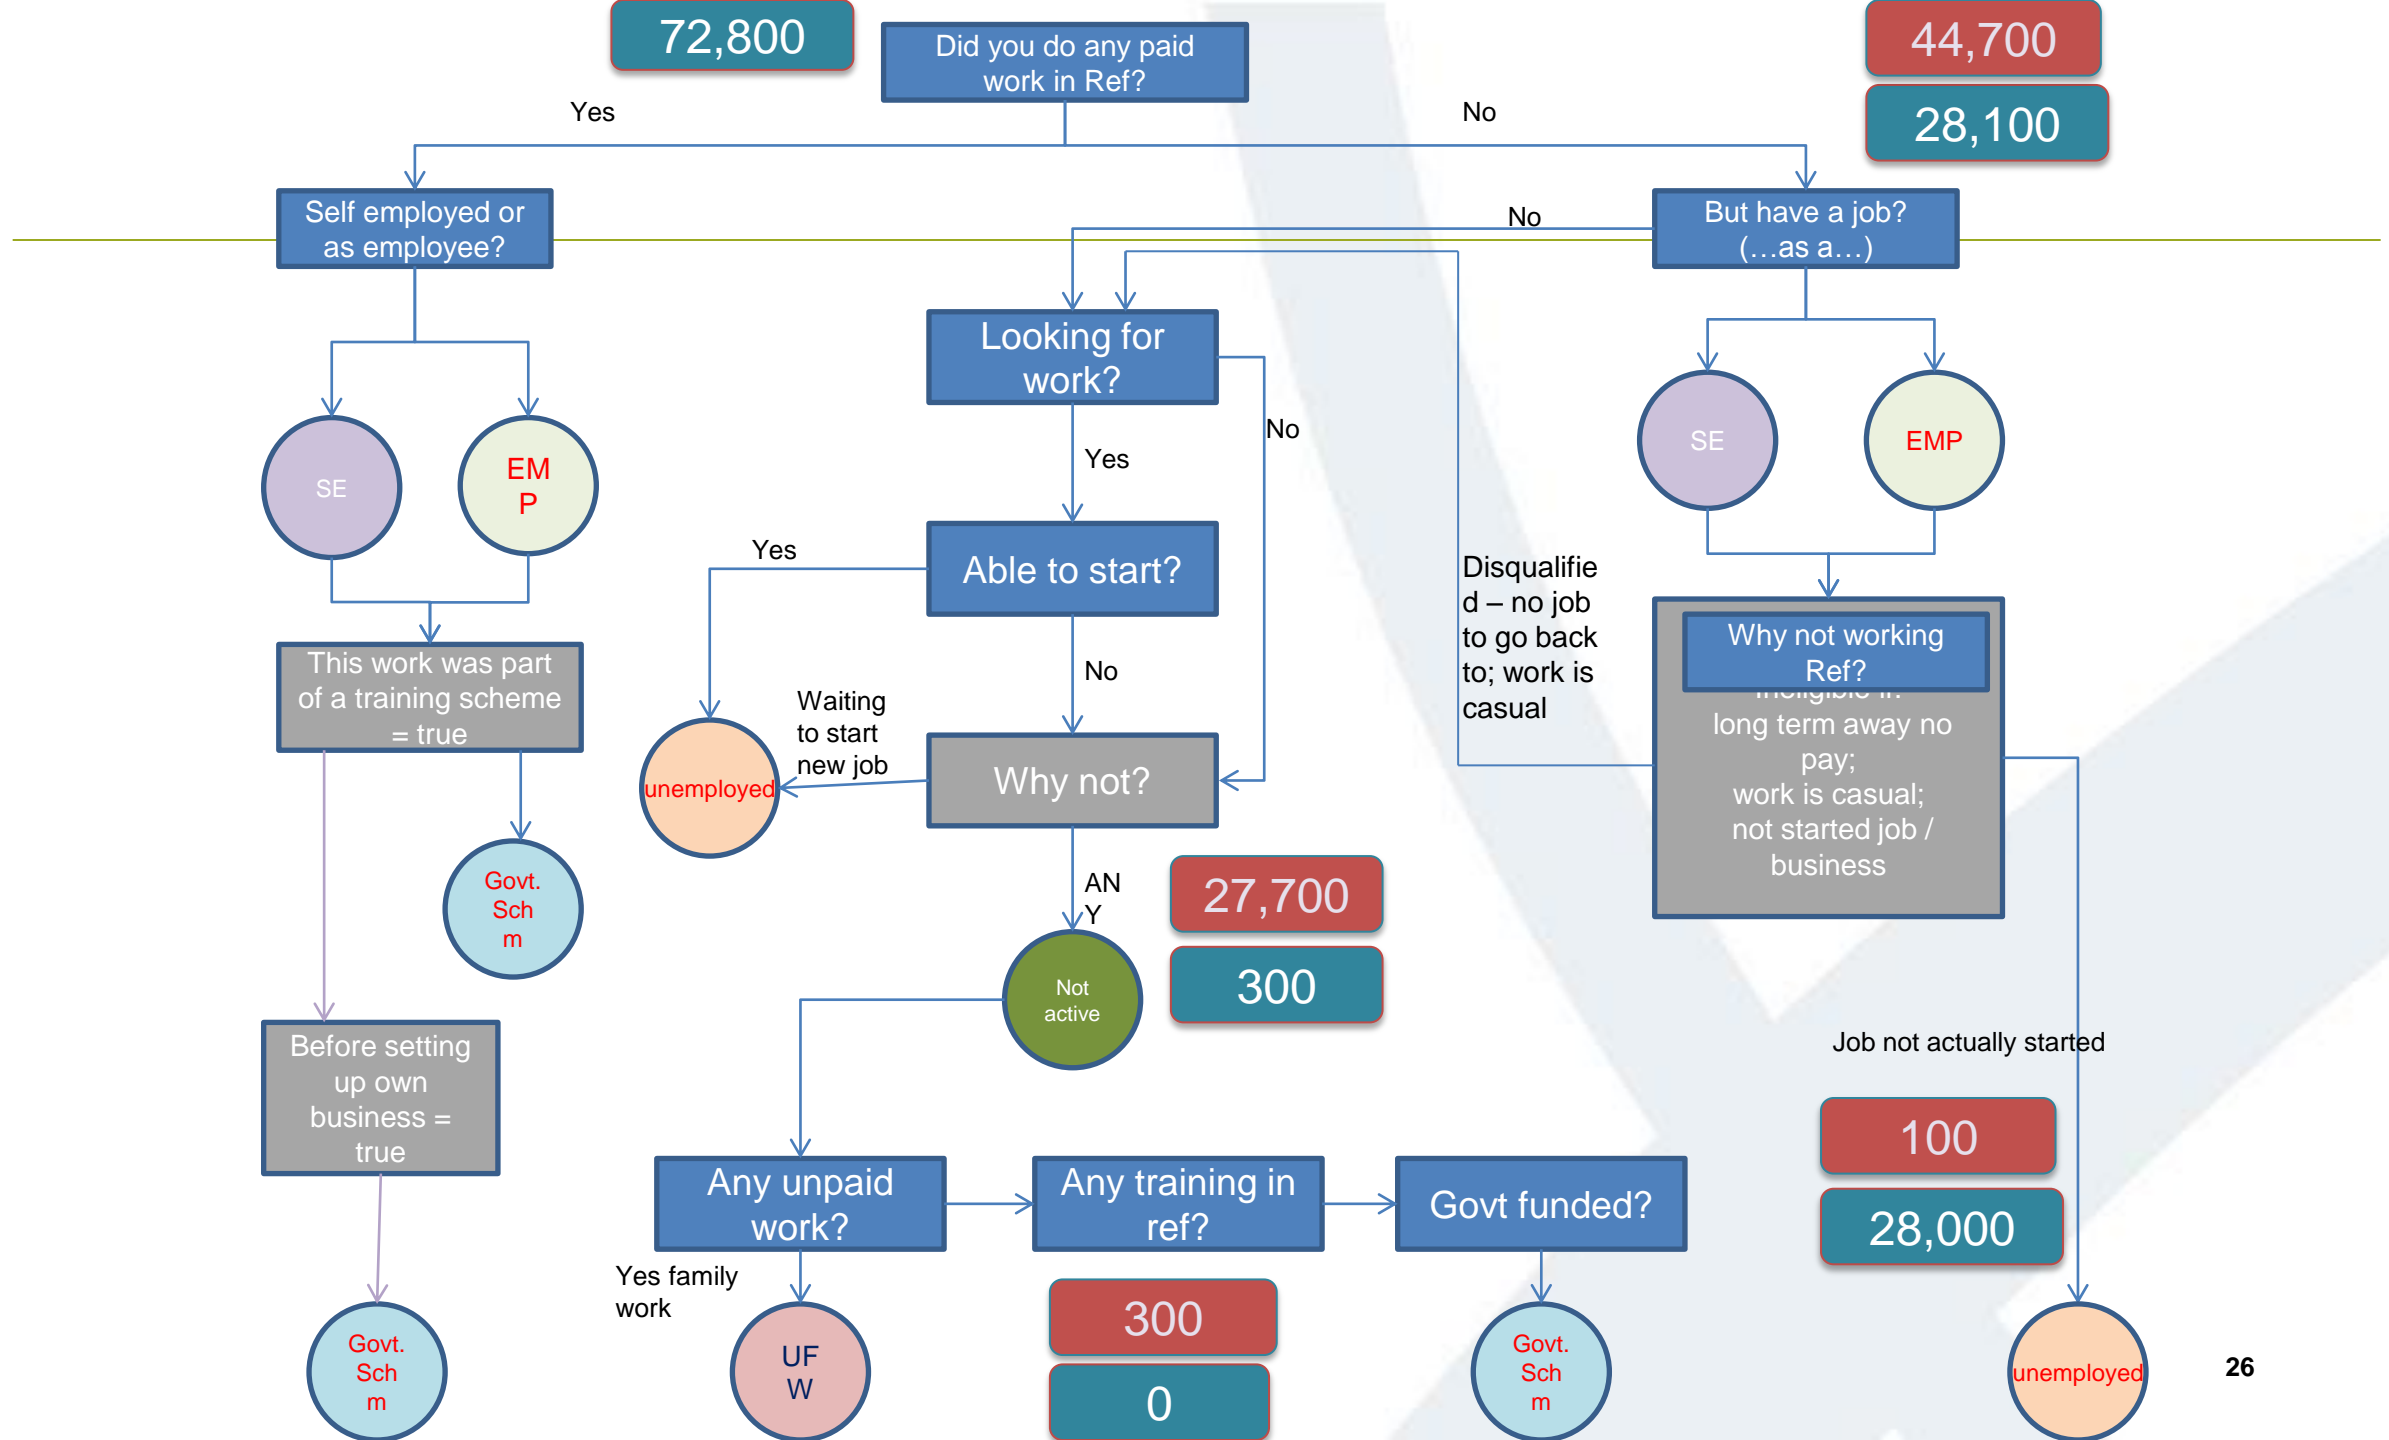 72,800
Did you do any paid
work in Ref?
44,700
28,100
Yes
No
Self employed or
as employee?
No
But have a job?
(…as a…)
Looking for
work?
No
Yes
SE
EM
P
SE
EMP
Yes
Able to start?
Disqualifie
d – no job
to go back
to; work is
casual
No
This work was part
of a training scheme
= true
Waiting
to start
new job
unemployed
Why not?
Why not working
Ref?
Ineligible if:
long term away no
pay;
work is casual;
not started job /
business
Govt.
Sch
m
AN
Y
27,700
300
Not
active
Before setting
up own
business =
true
Job not actually started
100
28,000
Any unpaid
work?
Any training in
ref?
Govt funded?
Yes family
work
300
0
Govt.
Sch
m
UF
W
Govt.
Sch
m
unemployed
26